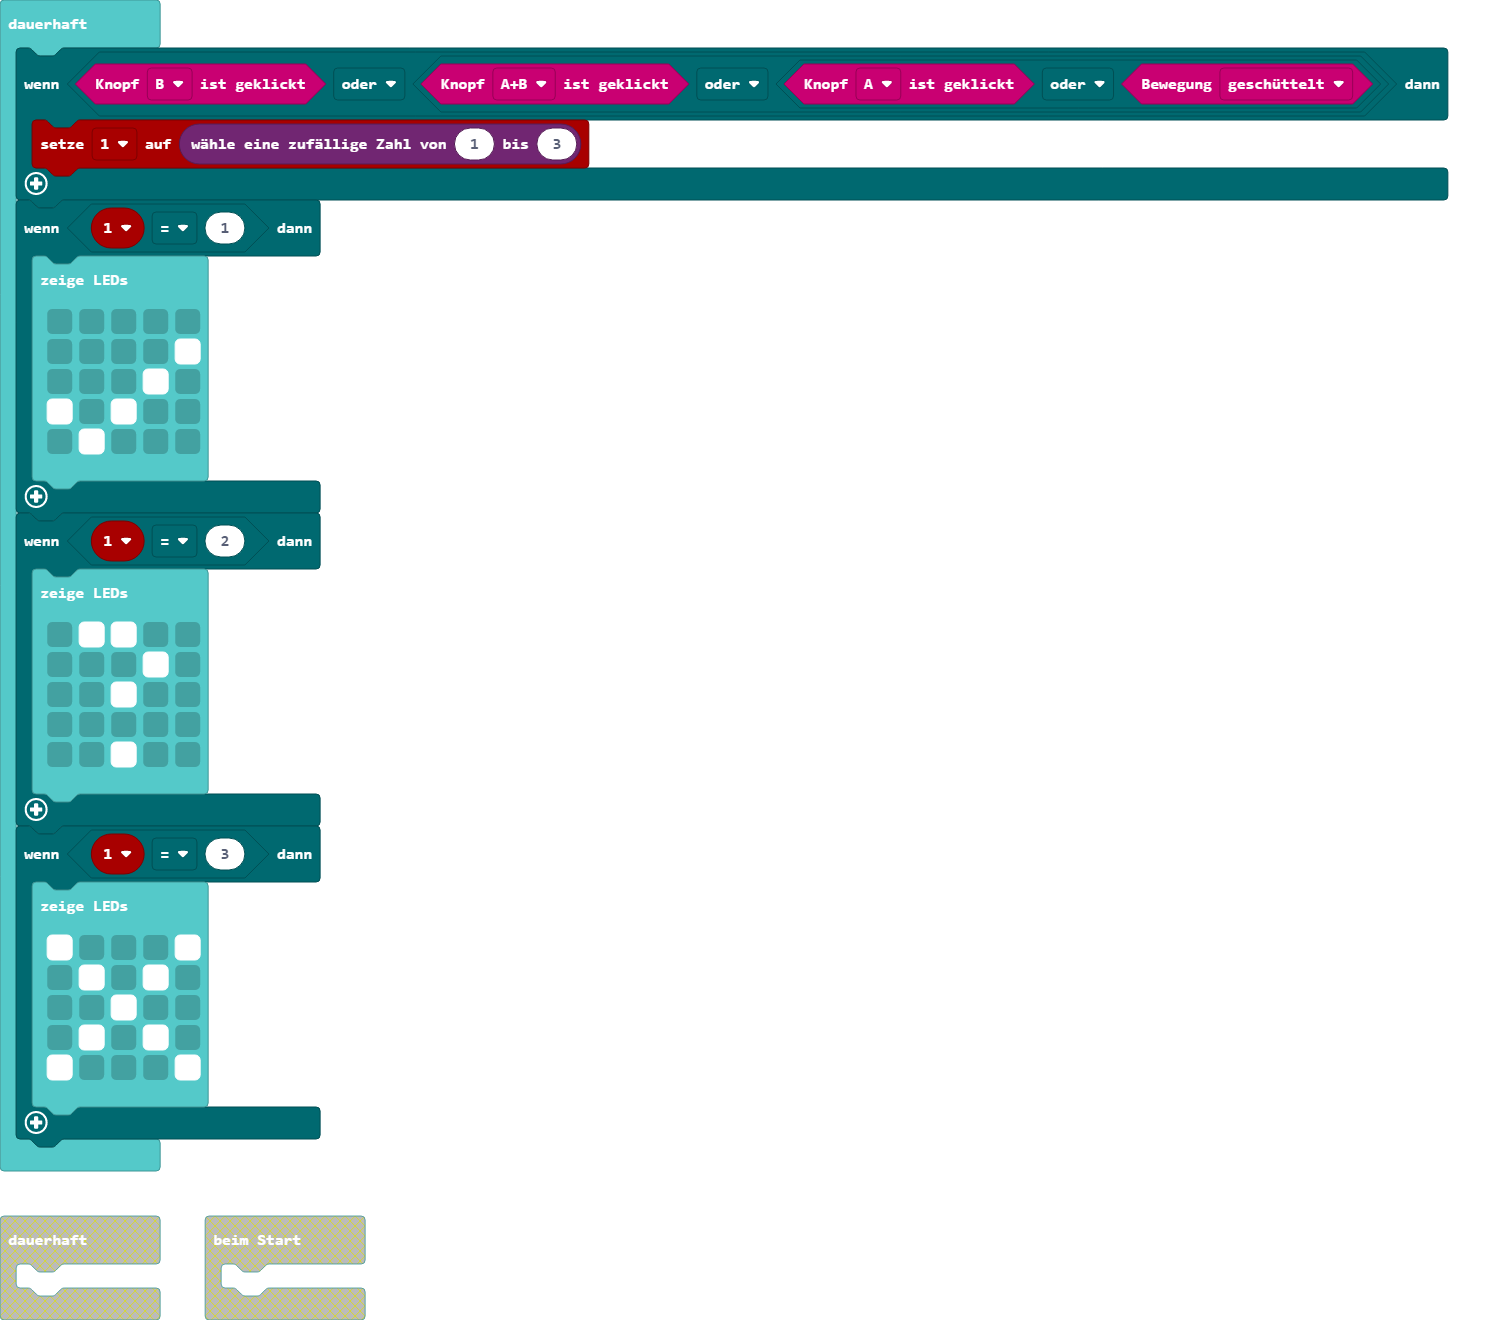 dauerhaft
wenn Knopf B ist geklickt oder Knopf A+B ist geklickt oder Knopf A ist geklickt oder Bewegung geschüttelt dann
setze 1 auf wähle eine zufällige Zahl von 1 bis 3
wenn 1 = 1 dann
zeige LEDs
wenn 1 = 2 dann
zeige LEDs
wenn 1 = 3 dann
zeige LEDs
dauerhaft
beim Start